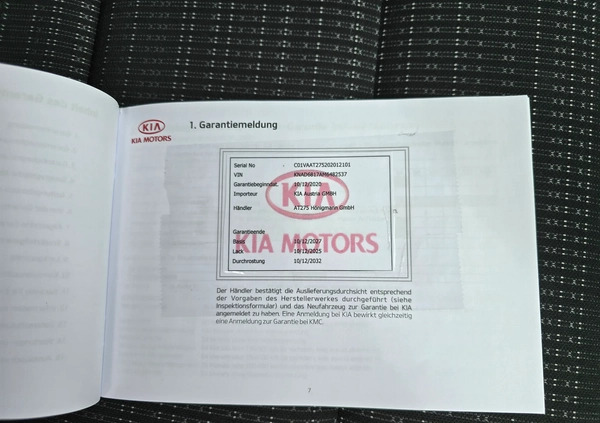 KIA
KIA MOTORS
1. Garantiemeldung
Serial No C01VAAT275202012101
VIN KNAD6817AM6482537
Garantiebeginndat. 10/12/2020
Importeur KIA Austria GMBH
Händler AT275 Hönigmann GmbH
KIA
Garantieende
Basis 10/12/2027
KIA MOTORS
Lack 10/12/2025
Durchrostung 10/12/2032
Der Händler bestätigt die Auslieferungsdurchsicht entsprechend
der Vorgaben des Herstellerwerkes durchgeführt (siehe
Inspektionsformular) und das Neufahrzeug zur Garantie bei KIA
angemeldet zu haben. Eine Anmeldung bei KIA bewirkt gleichzeitig
eine Anmeldung zur Garantie bei KMC.
7